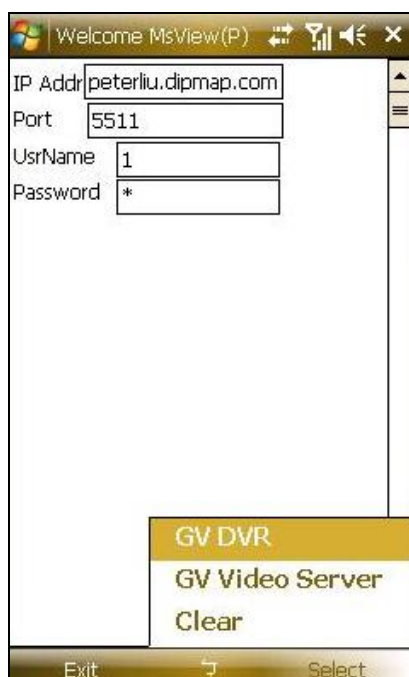 Welcome MsView(P)
IP Addr peterliu.dipmap.com
Port 5511
UsrName 1
Password *
GV DVR
GV Video Server
Clear
Exit Select